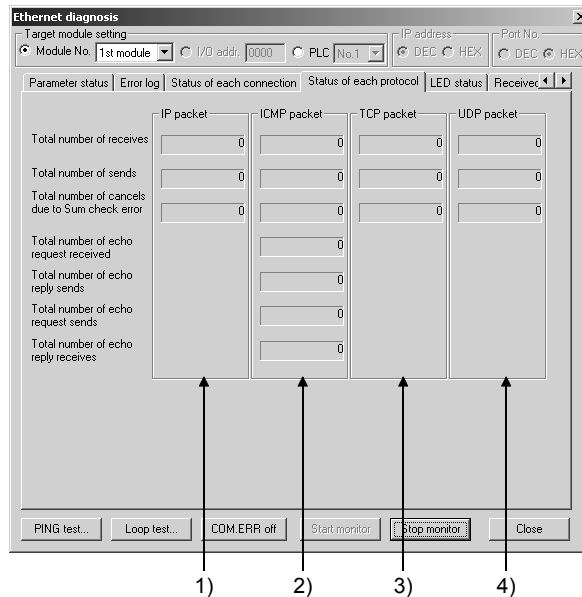 Ethernet diagnosis
Target module setting
Module No. 1st module I/O addr. 0000 PLC No.1
IP address
DEC HEX
Port No.
DEC HEX
Parameter status Error log Status of each connection Status of each protocol LED status Received
IP packet ICMP packet TCP packet UDP packet
Total number of receives 0 0 0 0
Total number of sends 0 0 0 0
Total number of cancels
due to Sum check error 0 0 0 0
Total number of echo
request received 0
Total number of echo
reply sends 0
Total number of echo
request sends 0
Total number of echo
reply receives 0
PING test... Loop test... COM.ERR off Start monitor Stop monitor Close
1) 2) 3) 4)